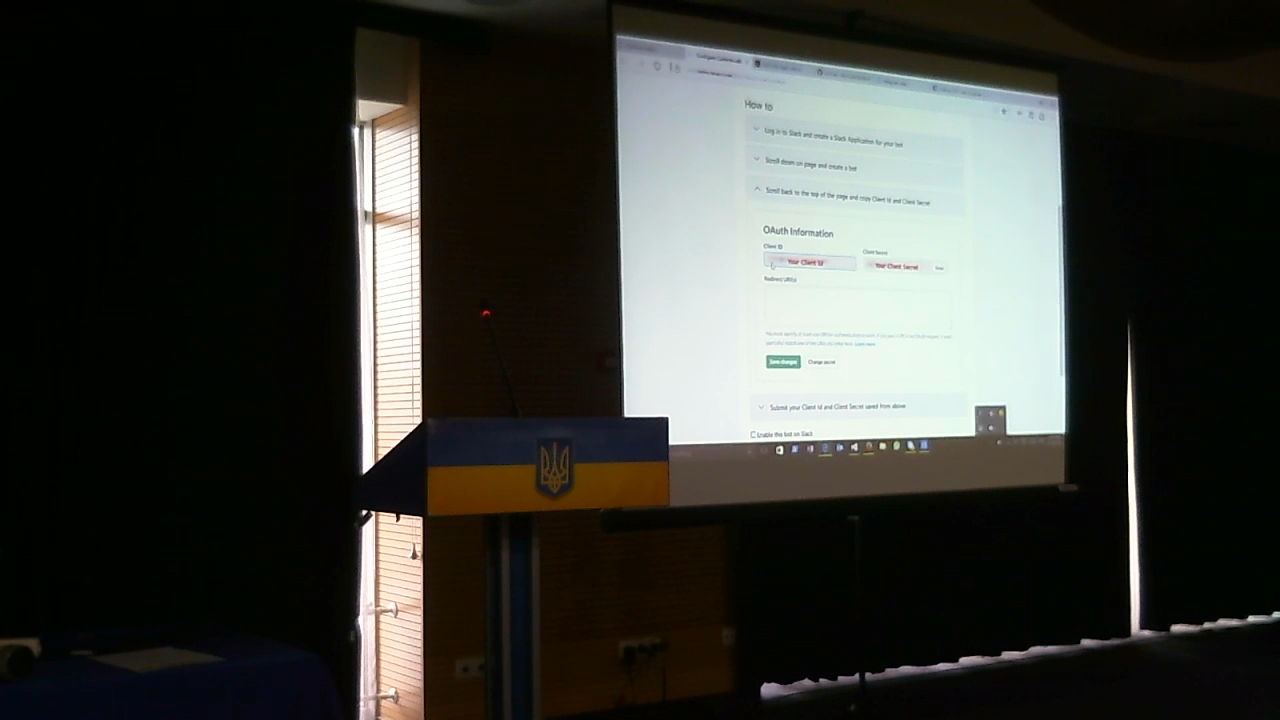 How to
Log in to Slack and create a Slack Application for your bot
Scroll down on page and create a bot
Scroll back to the top of the page and copy Client Id and Client Secret
OAuth Information
Client ID
Client Secret
Your Client Id
Your Client Secret
Redirect URI(s)
Learn more
Save changes
Change secret
Submit your Client Id and Client Secret saved from above
Enable this bot on Slack